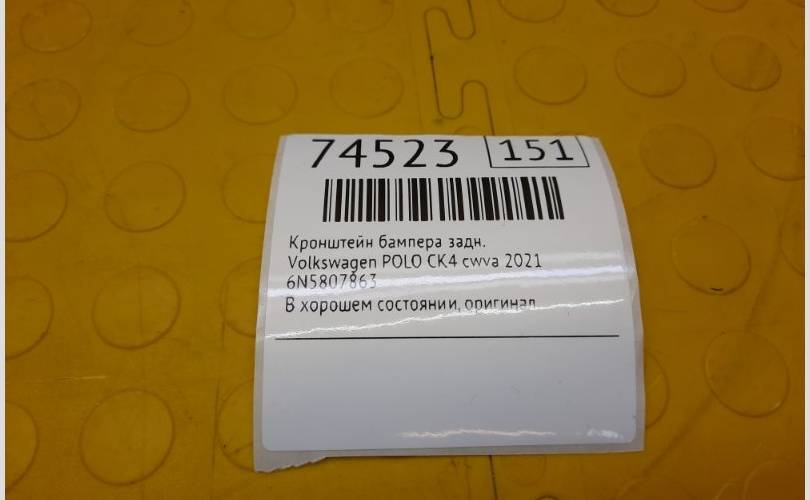 74523 151
Кронштейн бампера задн.
Volkswagen POLO CK4 cwva 2021
6N5807863
В хорошем состоянии, оригинал